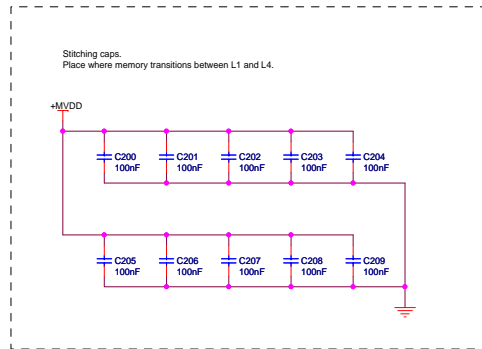 Stitching caps.
Place where memory transitions between L1 and L4.
+MVDD
C200 C201 C202 C203 C204
100nF 100nF 100nF 100nF 100nF
C205 C206 C207 C208 C209
100nF 100nF 100nF 100nF 100nF